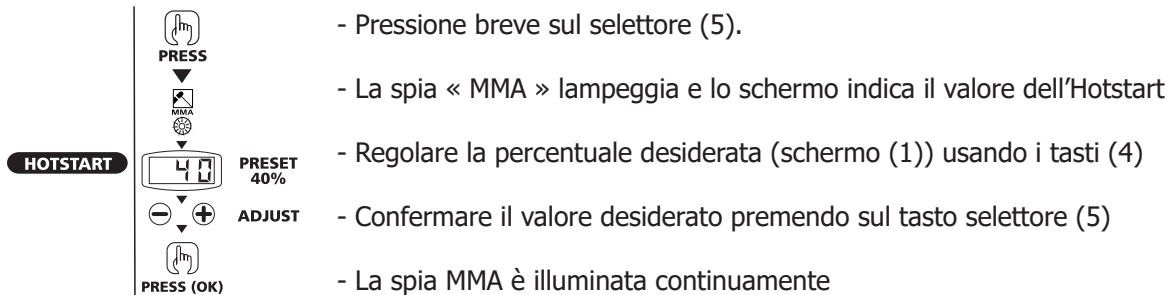 PRESS
MMA
HOTSTART
40
PRESET
40%
ADJUST
PRESS (OK)
- Pressione breve sul selettore (5).
- La spia « MMA » lampeggia e lo schermo indica il valore dell’Hotstart
- Regolare la percentuale desiderata (schermo (1)) usando i tasti (4)
- Confermare il valore desiderato premendo sul tasto selettore (5)
- La spia MMA è illuminata continuamente